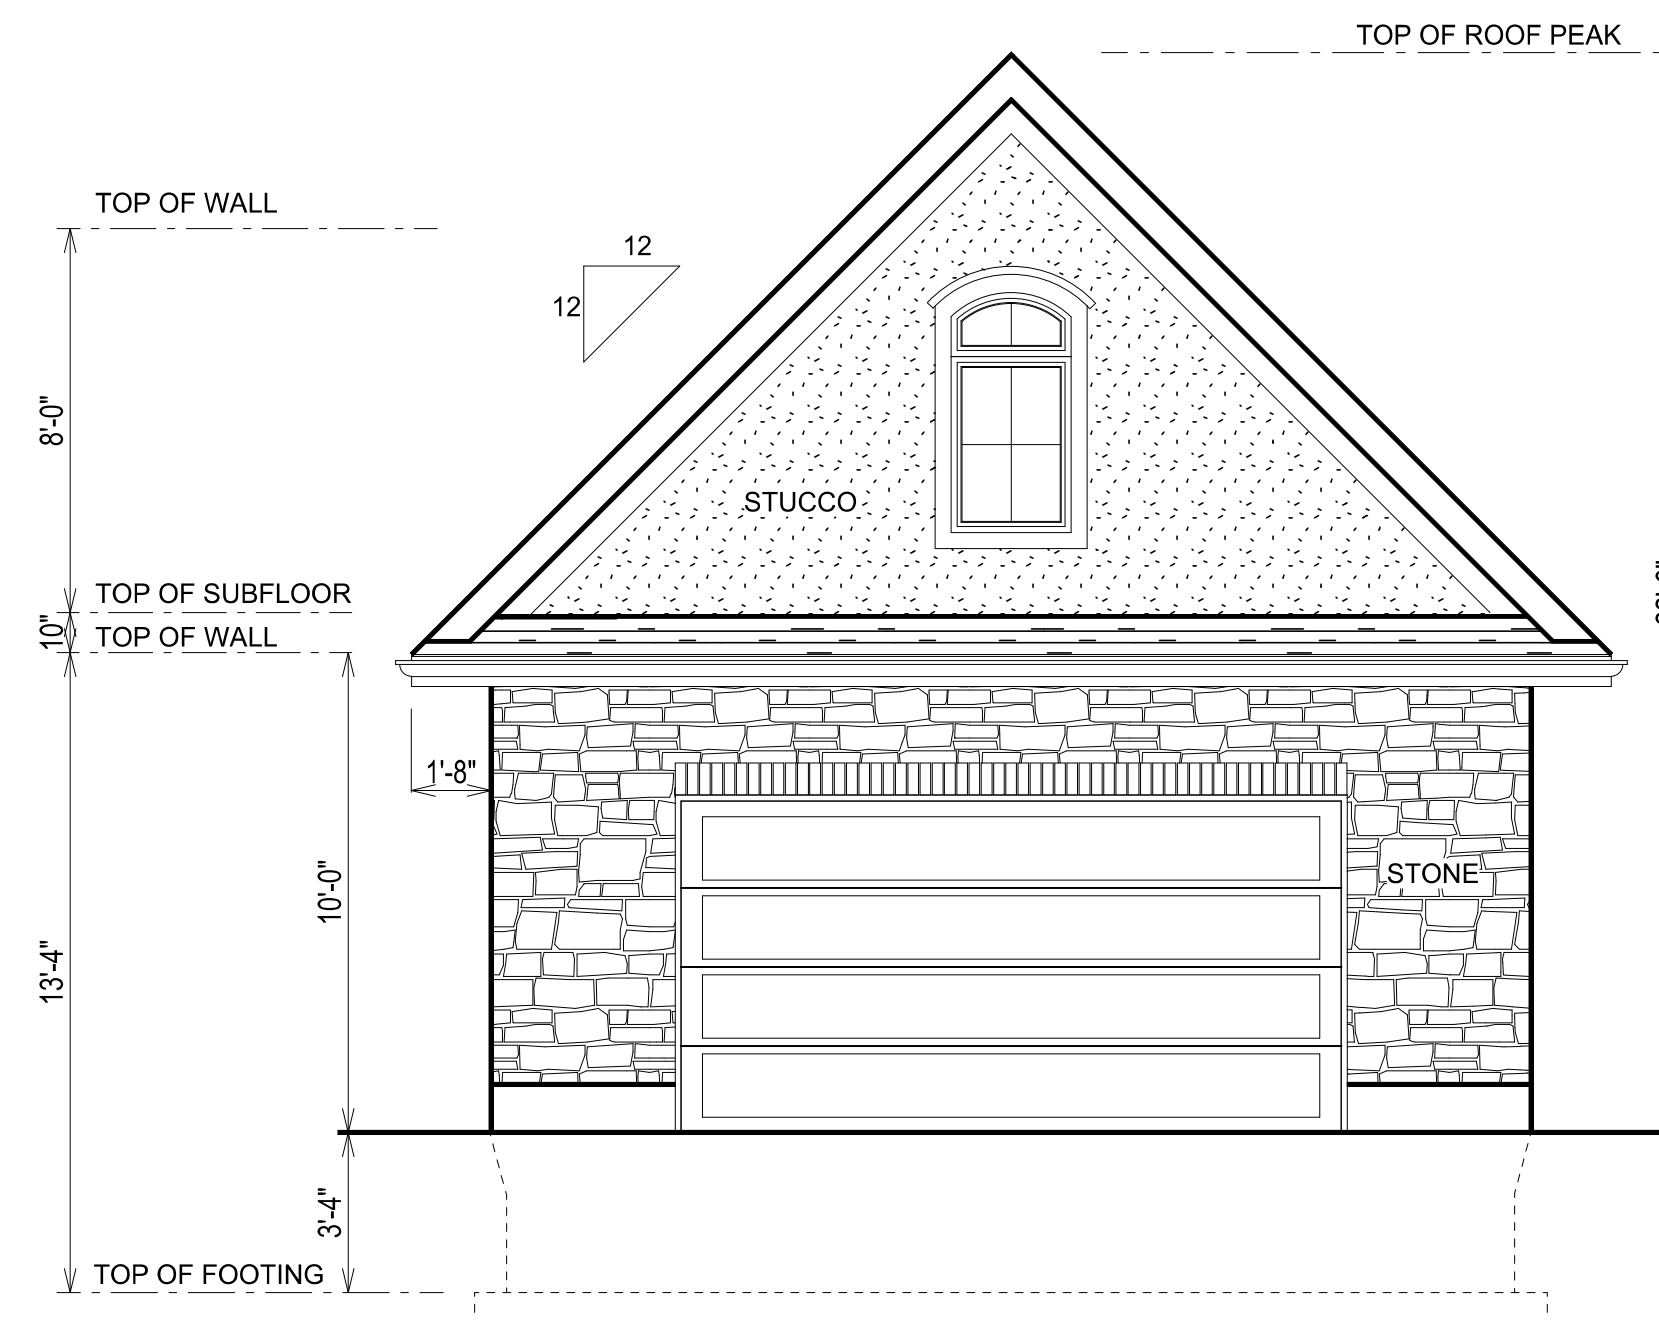 TOP OF ROOF PEAK
TOP OF WALL
12
12
8'-0"
STUCCO
TOP OF SUBFLOOR
10"
TOP OF WALL
1'-8"
STONE
10'-0"
13'-4"
3'-4"
TOP OF FOOTING